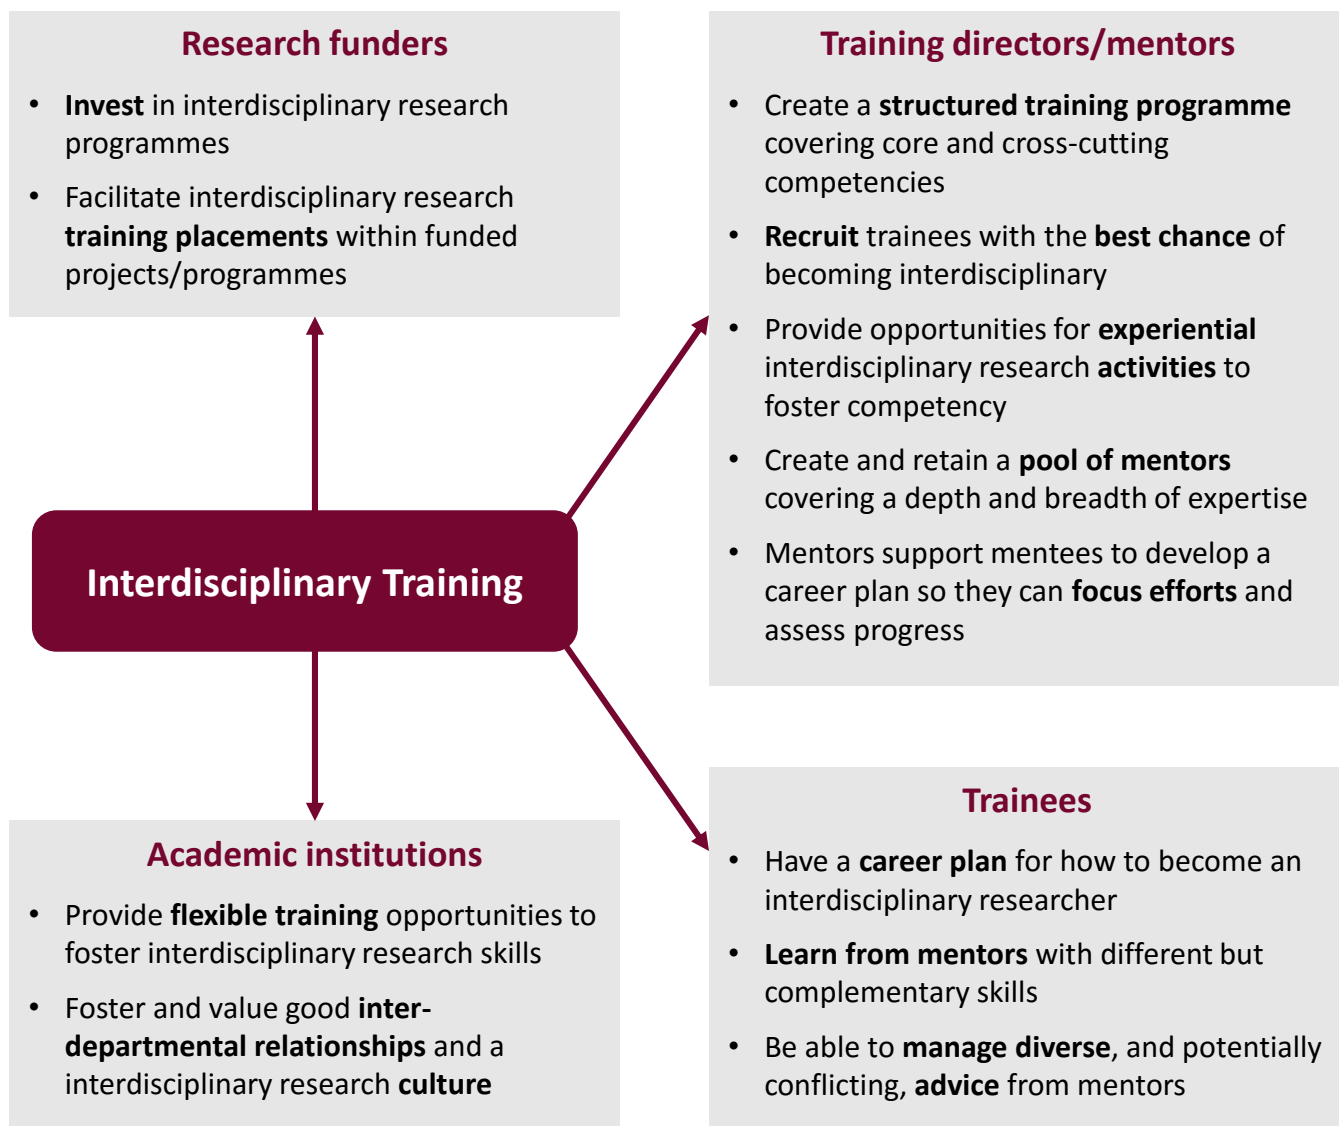 Research funders
• Invest in interdisciplinary research
programmes
• Facilitate interdisciplinary research
training placements within funded
projects/programmes
Training directors/mentors
• Create a structured training programme
covering core and cross-cutting
competencies
• Recruit trainees with the best chance of
becoming interdisciplinary
• Provide opportunities for experiential
interdisciplinary research activities to
foster competency
• Create and retain a pool of mentors
covering a depth and breadth of expertise
• Mentors support mentees to develop a
career plan so they can focus efforts and
assess progress
Interdisciplinary Training
Academic institutions
• Provide flexible training opportunities to
foster interdisciplinary research skills
• Foster and value good inter-
departmental relationships and a
interdisciplinary research culture
Trainees
• Have a career plan for how to become an
interdisciplinary researcher
• Learn from mentors with different but
complementary skills
• Be able to manage diverse, and potentially
conflicting, advice from mentors